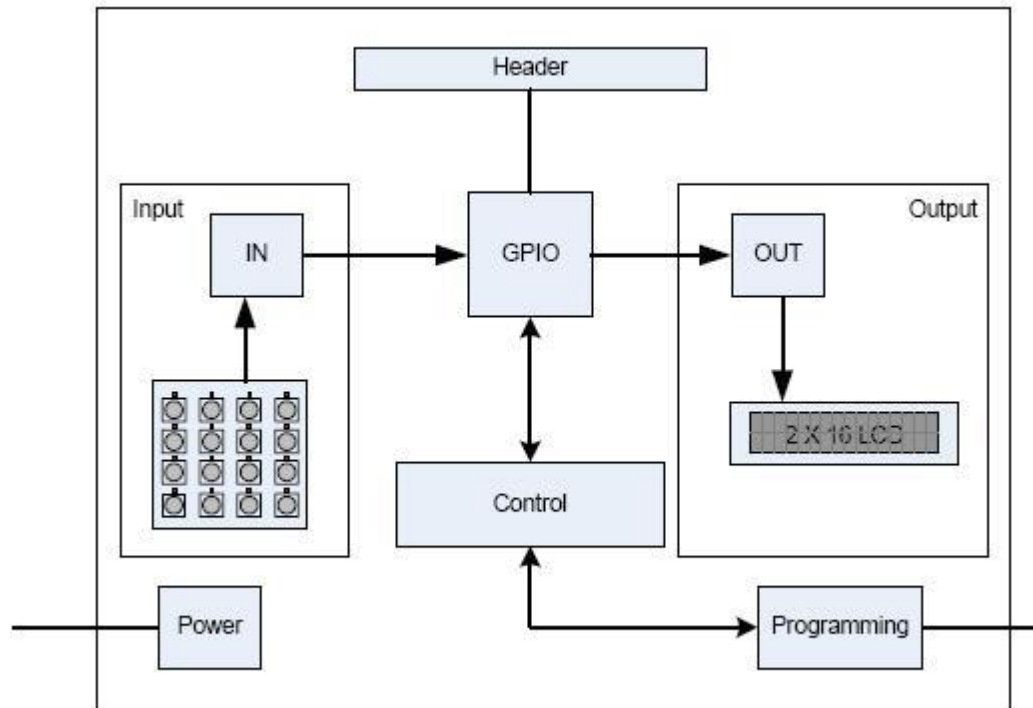 Header
Input
IN
GPIO
OUT
Output
2 X 16 LCD
Control
Power
Programming